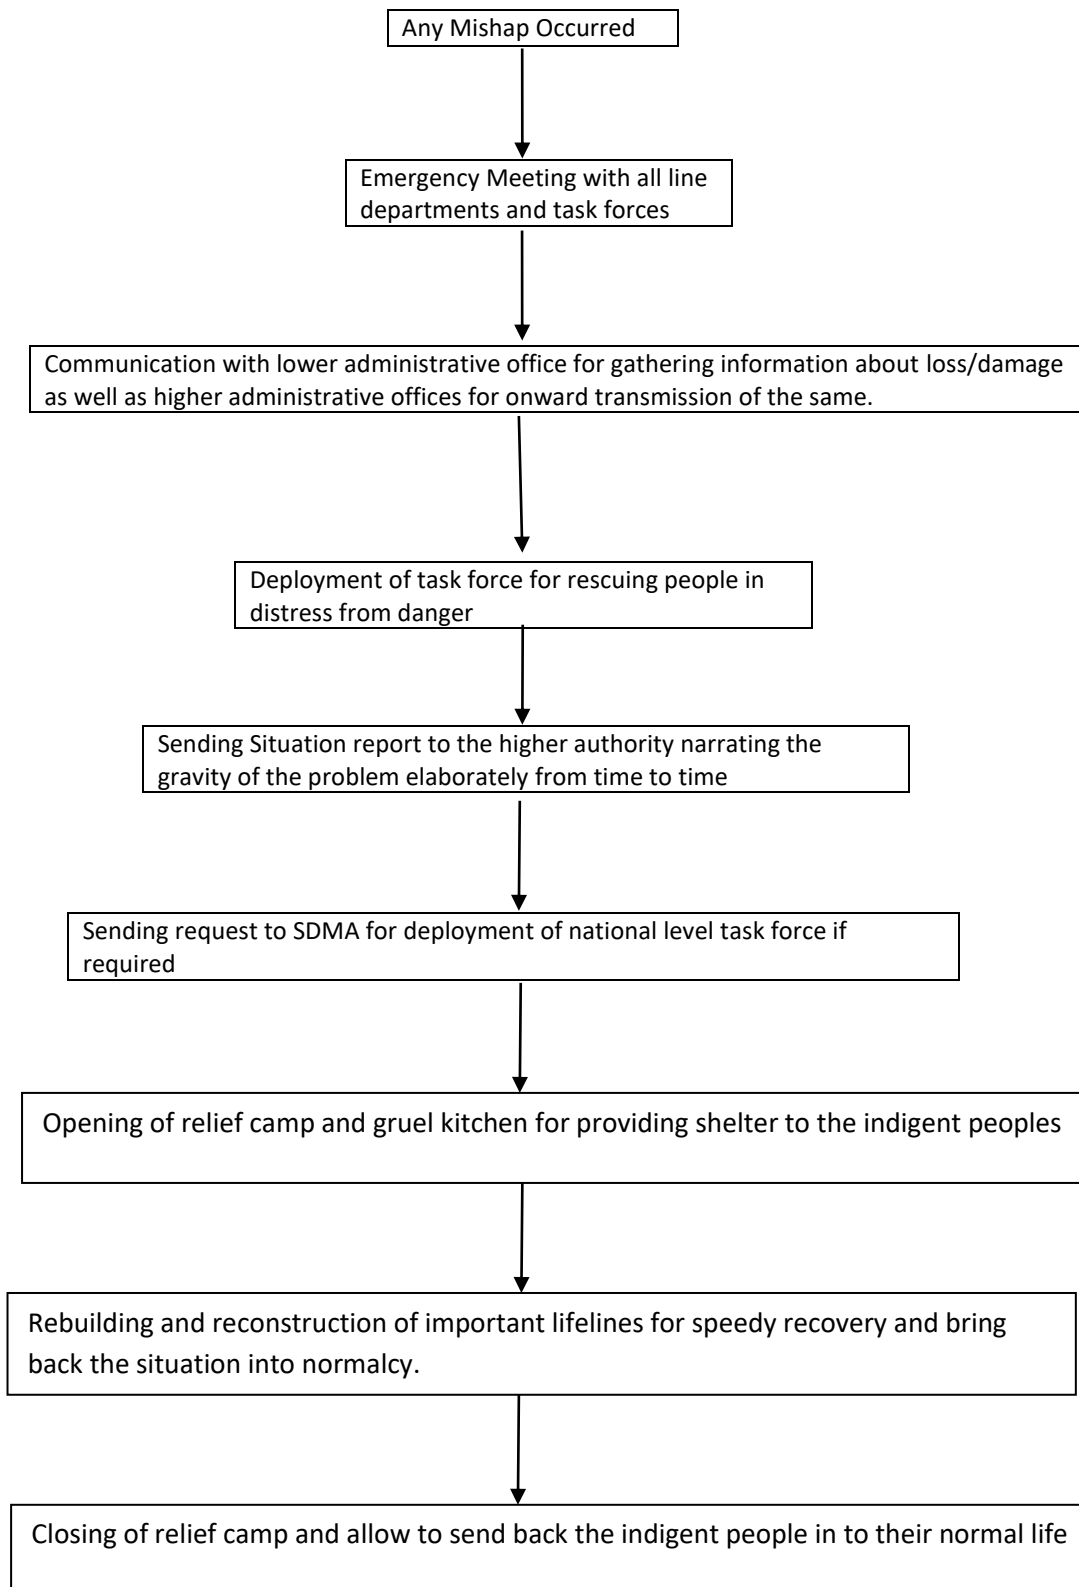 Any Mishap Occurred
Emergency Meeting with all line
departments and task forces
Communication with lower administrative office for gathering information about loss/damage
as well as higher administrative offices for onward transmission of the same.
Deployment of task force for rescuing people in
distress from danger
Sending Situation report to the higher authority narrating the
gravity of the problem elaborately from time to time
Sending request to SDMA for deployment of national level task force if
required
Opening of relief camp and gruel kitchen for providing shelter to the indigent peoples
Rebuilding and reconstruction of important lifelines for speedy recovery and bring
back the situation into normalcy.
Closing of relief camp and allow to send back the indigent people in to their normal life